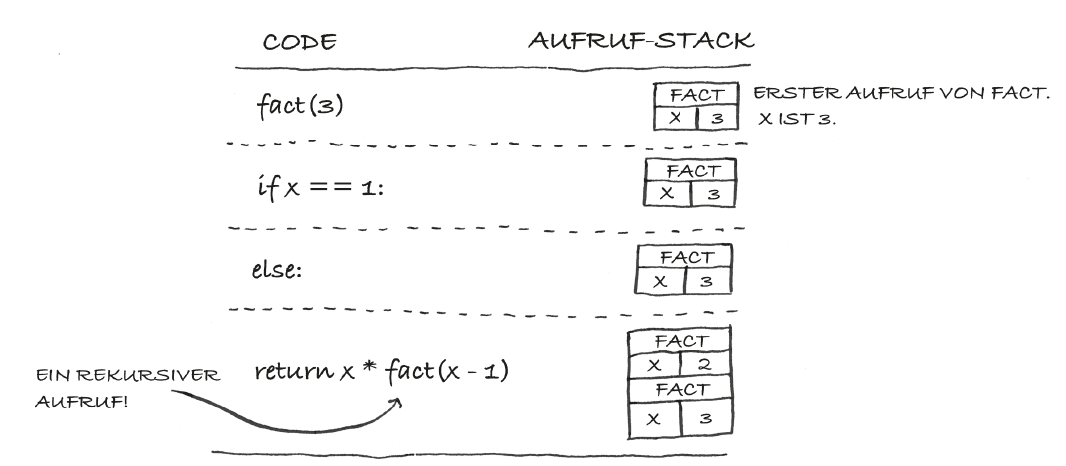 CODE AUFRUF-STACK
fact(3)
FACT
X 3
ERSTER AUFRUF VON FACT.
X IST 3.
if x == 1:
FACT
X 3
else:
FACT
X 3
EIN REKURSIVER
AUFRUF!
return x * fact(x - 1)
FACT
X 2
FACT
X 3